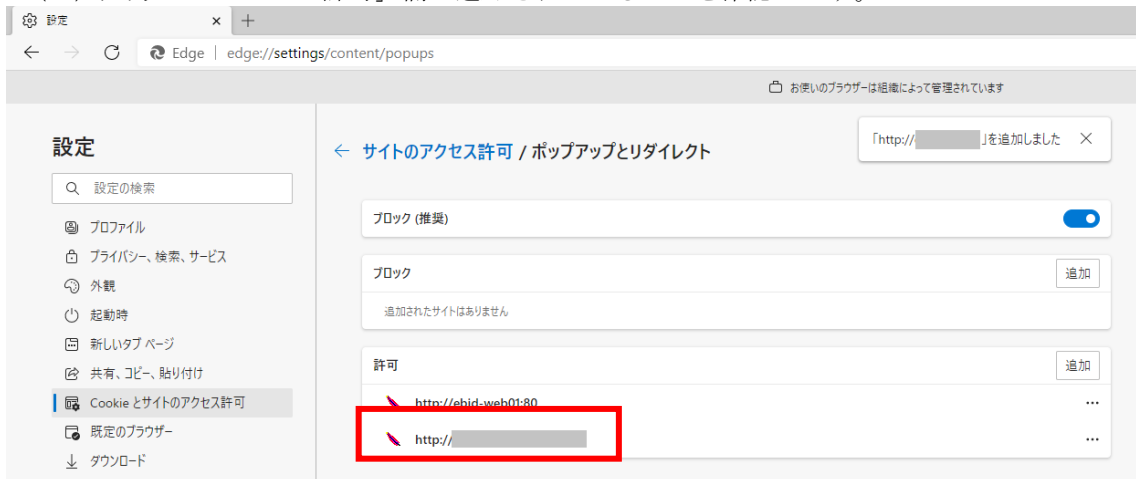 設定
Edge | edge://settings/content/popups
お使いのブラウザーは組織によって管理されています
設定
サイトのアクセス許可 / ポップアップとリダイレクト
「http:// 」を追加しました
設定の検索
プロファイル
プライバシー、検索、サービス
外観
起動時
新しいタブ ページ
共有、コピー、貼り付け
Cookie とサイトのアクセス許可
既定のブラウザー
ダウンロード
ブロック (推奨)
ブロック
追加
追加されたサイトはありません
許可
追加
http://ebid-web01:80
http://